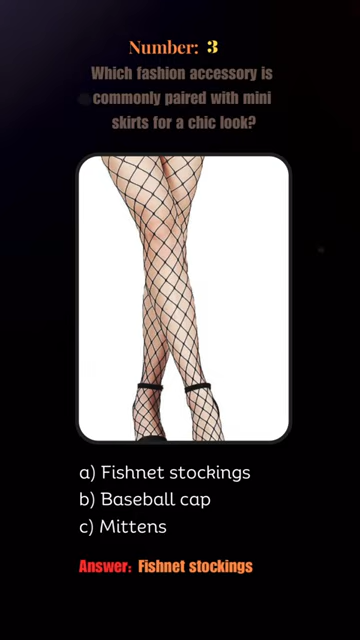 Number: 3
Which fashion accessory is
commonly paired with mini
skirts for a chic look?
a) Fishnet stockings
b) Baseball cap
c) Mittens
Answer: Fishnet stockings